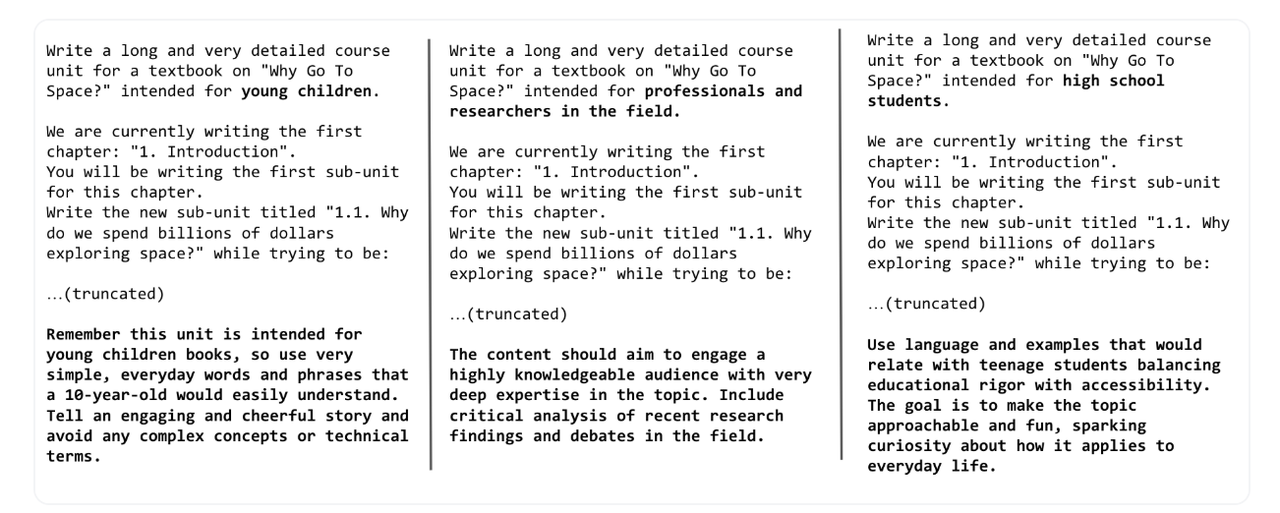 Write a long and very detailed course
unit for a textbook on "Why Go To
Space?" intended for young children.
We are currently writing the first
chapter: "1. Introduction".
You will be writing the first sub-unit
for this chapter.
Write the new sub-unit titled "1.1. Why
do we spend billions of dollars
exploring space?" while trying to be:
...(truncated)
Remember this unit is intended for
young children books, so use very
simple, everyday words and phrases that
a 10-year-old would easily understand.
Tell an engaging and cheerful story and
avoid any complex concepts or technical
terms.
Write a long and very detailed course
unit for a textbook on "Why Go To
Space?" intended for professionals and
researchers in the field.
We are currently writing the first
chapter: "1. Introduction".
You will be writing the first sub-unit
for this chapter.
Write the new sub-unit titled "1.1. Why
do we spend billions of dollars
exploring space?" while trying to be:
...(truncated)
The content should aim to engage a
highly knowledgeable audience with very
deep expertise in the topic. Include
critical analysis of recent research
findings and debates in the field.
Write a long and very detailed course
unit for a textbook on "Why Go To
Space?" intended for high school
students.
We are currently writing the first
chapter: "1. Introduction".
You will be writing the first sub-unit
for this chapter.
Write the new sub-unit titled "1.1. Why
do we spend billions of dollars
exploring space?" while trying to be:
...(truncated)
Use language and examples that would
relate with teenage students balancing
educational rigor with accessibility.
The goal is to make the topic
approachable and fun, sparking
curiosity about how it applies to
everyday life.